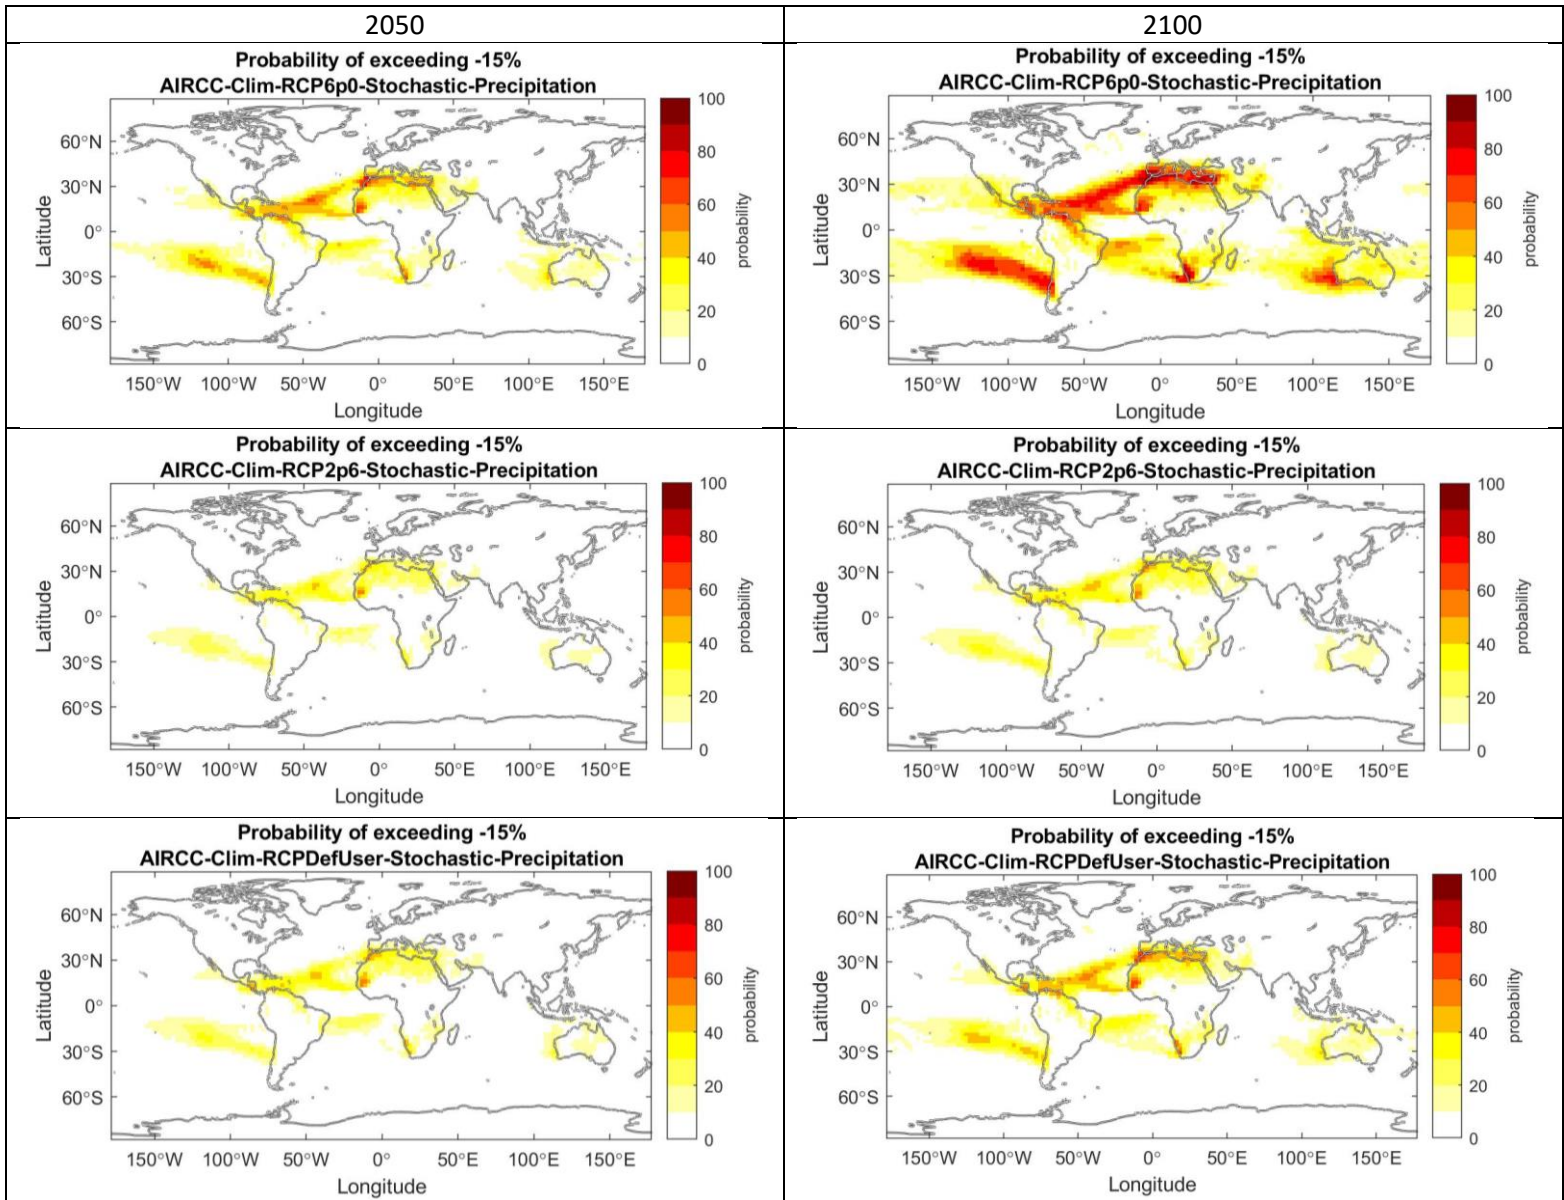 2050
2100
Probability of exceeding -15%
AIRCC-Clim-RCP6p0-Stochastic-Precipitation
100
80
60
40
20
0
probability
60°N
30°N
0°
30°S
60°S
Latitude
150°W 100°W 50°W 0° 50°E 100°E 150°E
Longitude
Probability of exceeding -15%
AIRCC-Clim-RCP6p0-Stochastic-Precipitation
100
80
60
40
20
0
probability
60°N
30°N
0°
30°S
60°S
Latitude
150°W 100°W 50°W 0° 50°E 100°E 150°E
Longitude
Probability of exceeding -15%
AIRCC-Clim-RCP2p6-Stochastic-Precipitation
100
80
60
40
20
0
probability
60°N
30°N
0°
30°S
60°S
Latitude
150°W 100°W 50°W 0° 50°E 100°E 150°E
Longitude
Probability of exceeding -15%
AIRCC-Clim-RCP2p6-Stochastic-Precipitation
100
80
60
40
20
0
probability
60°N
30°N
0°
30°S
60°S
Latitude
150°W 100°W 50°W 0° 50°E 100°E 150°E
Longitude
Probability of exceeding -15%
AIRCC-Clim-RCPDefUser-Stochastic-Precipitation
100
80
60
40
20
0
probability
60°N
30°N
0°
30°S
60°S
Latitude
150°W 100°W 50°W 0° 50°E 100°E 150°E
Longitude
Probability of exceeding -15%
AIRCC-Clim-RCPDefUser-Stochastic-Precipitation
100
80
60
40
20
0
probability
60°N
30°N
0°
30°S
60°S
Latitude
150°W 100°W 50°W 0° 50°E 100°E 150°E
Longitude